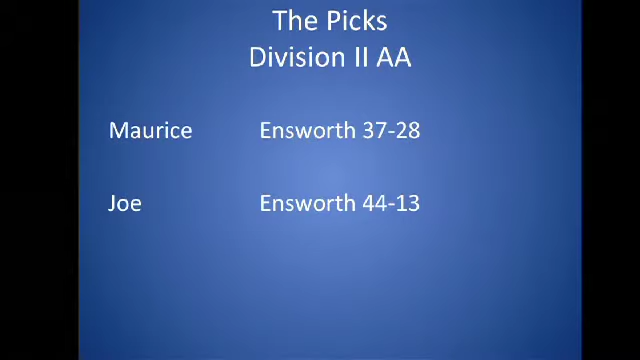 The Picks
Division II AA
Maurice Ensworth 37-28
Joe Ensworth 44-13